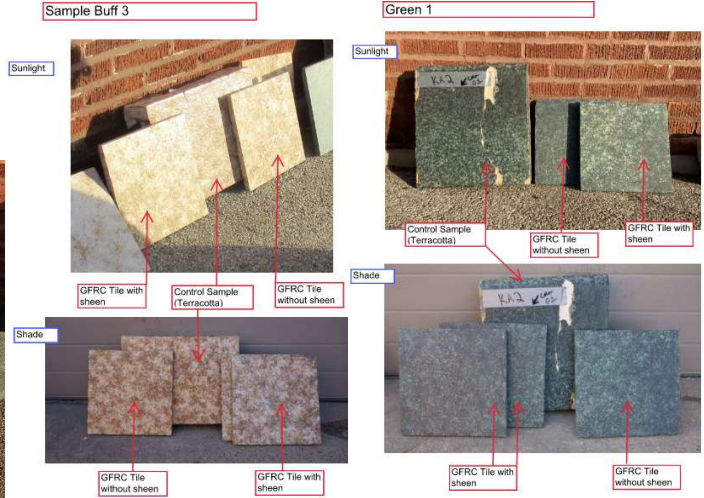 Sample Buff 3
Sunlight
GFRC Tile with
sheen
Control Sample
(Terracotta)
GFRC Tile
without sheen
Shade
GFRC Tile
without sheen
GFRC Tile with
sheen
Green 1
Sunlight
KA2
Control Sample
(Terracotta)
GFRC Tile
without sheen
GFRC Tile with
sheen
Shade
KA2
GFRC Tile with
sheen
GFRC Tile
without sheen